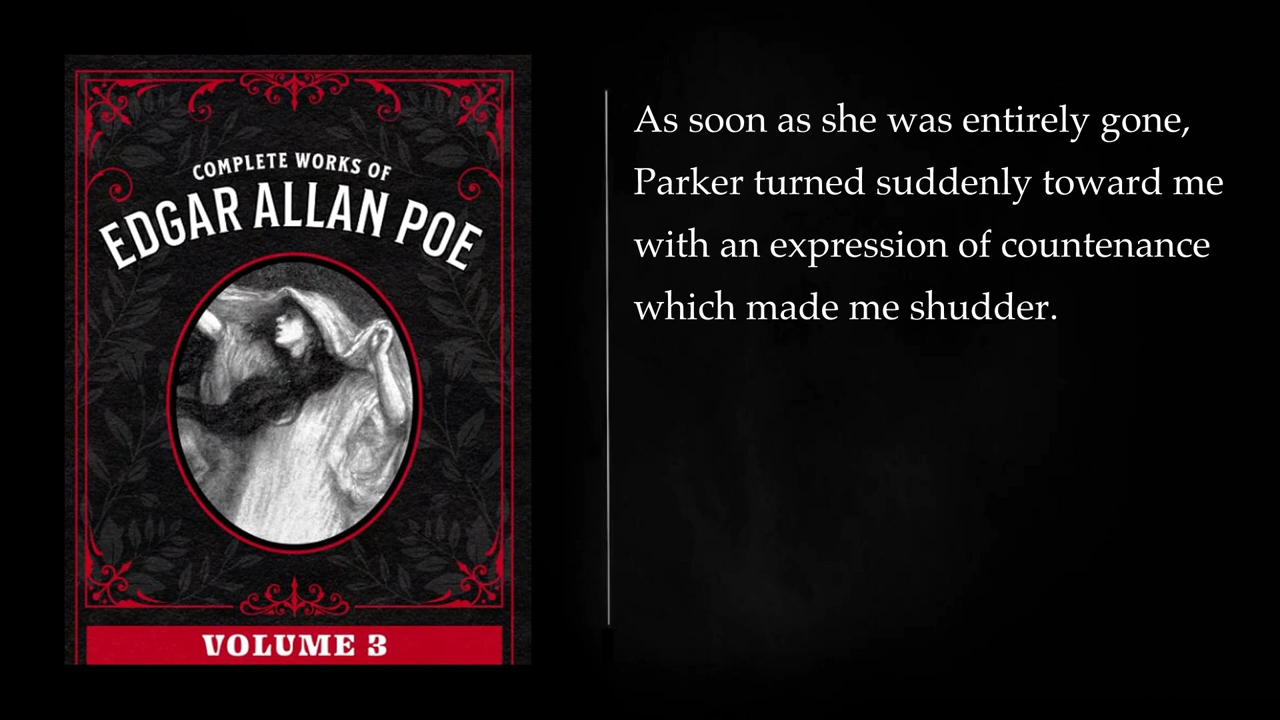 COMPLETE WORKS OF
EDGAR ALLAN POE
VOLUME 3
As soon as she was entirely gone,
Parker turned suddenly toward me
with an expression of countenance
which made me shudder.